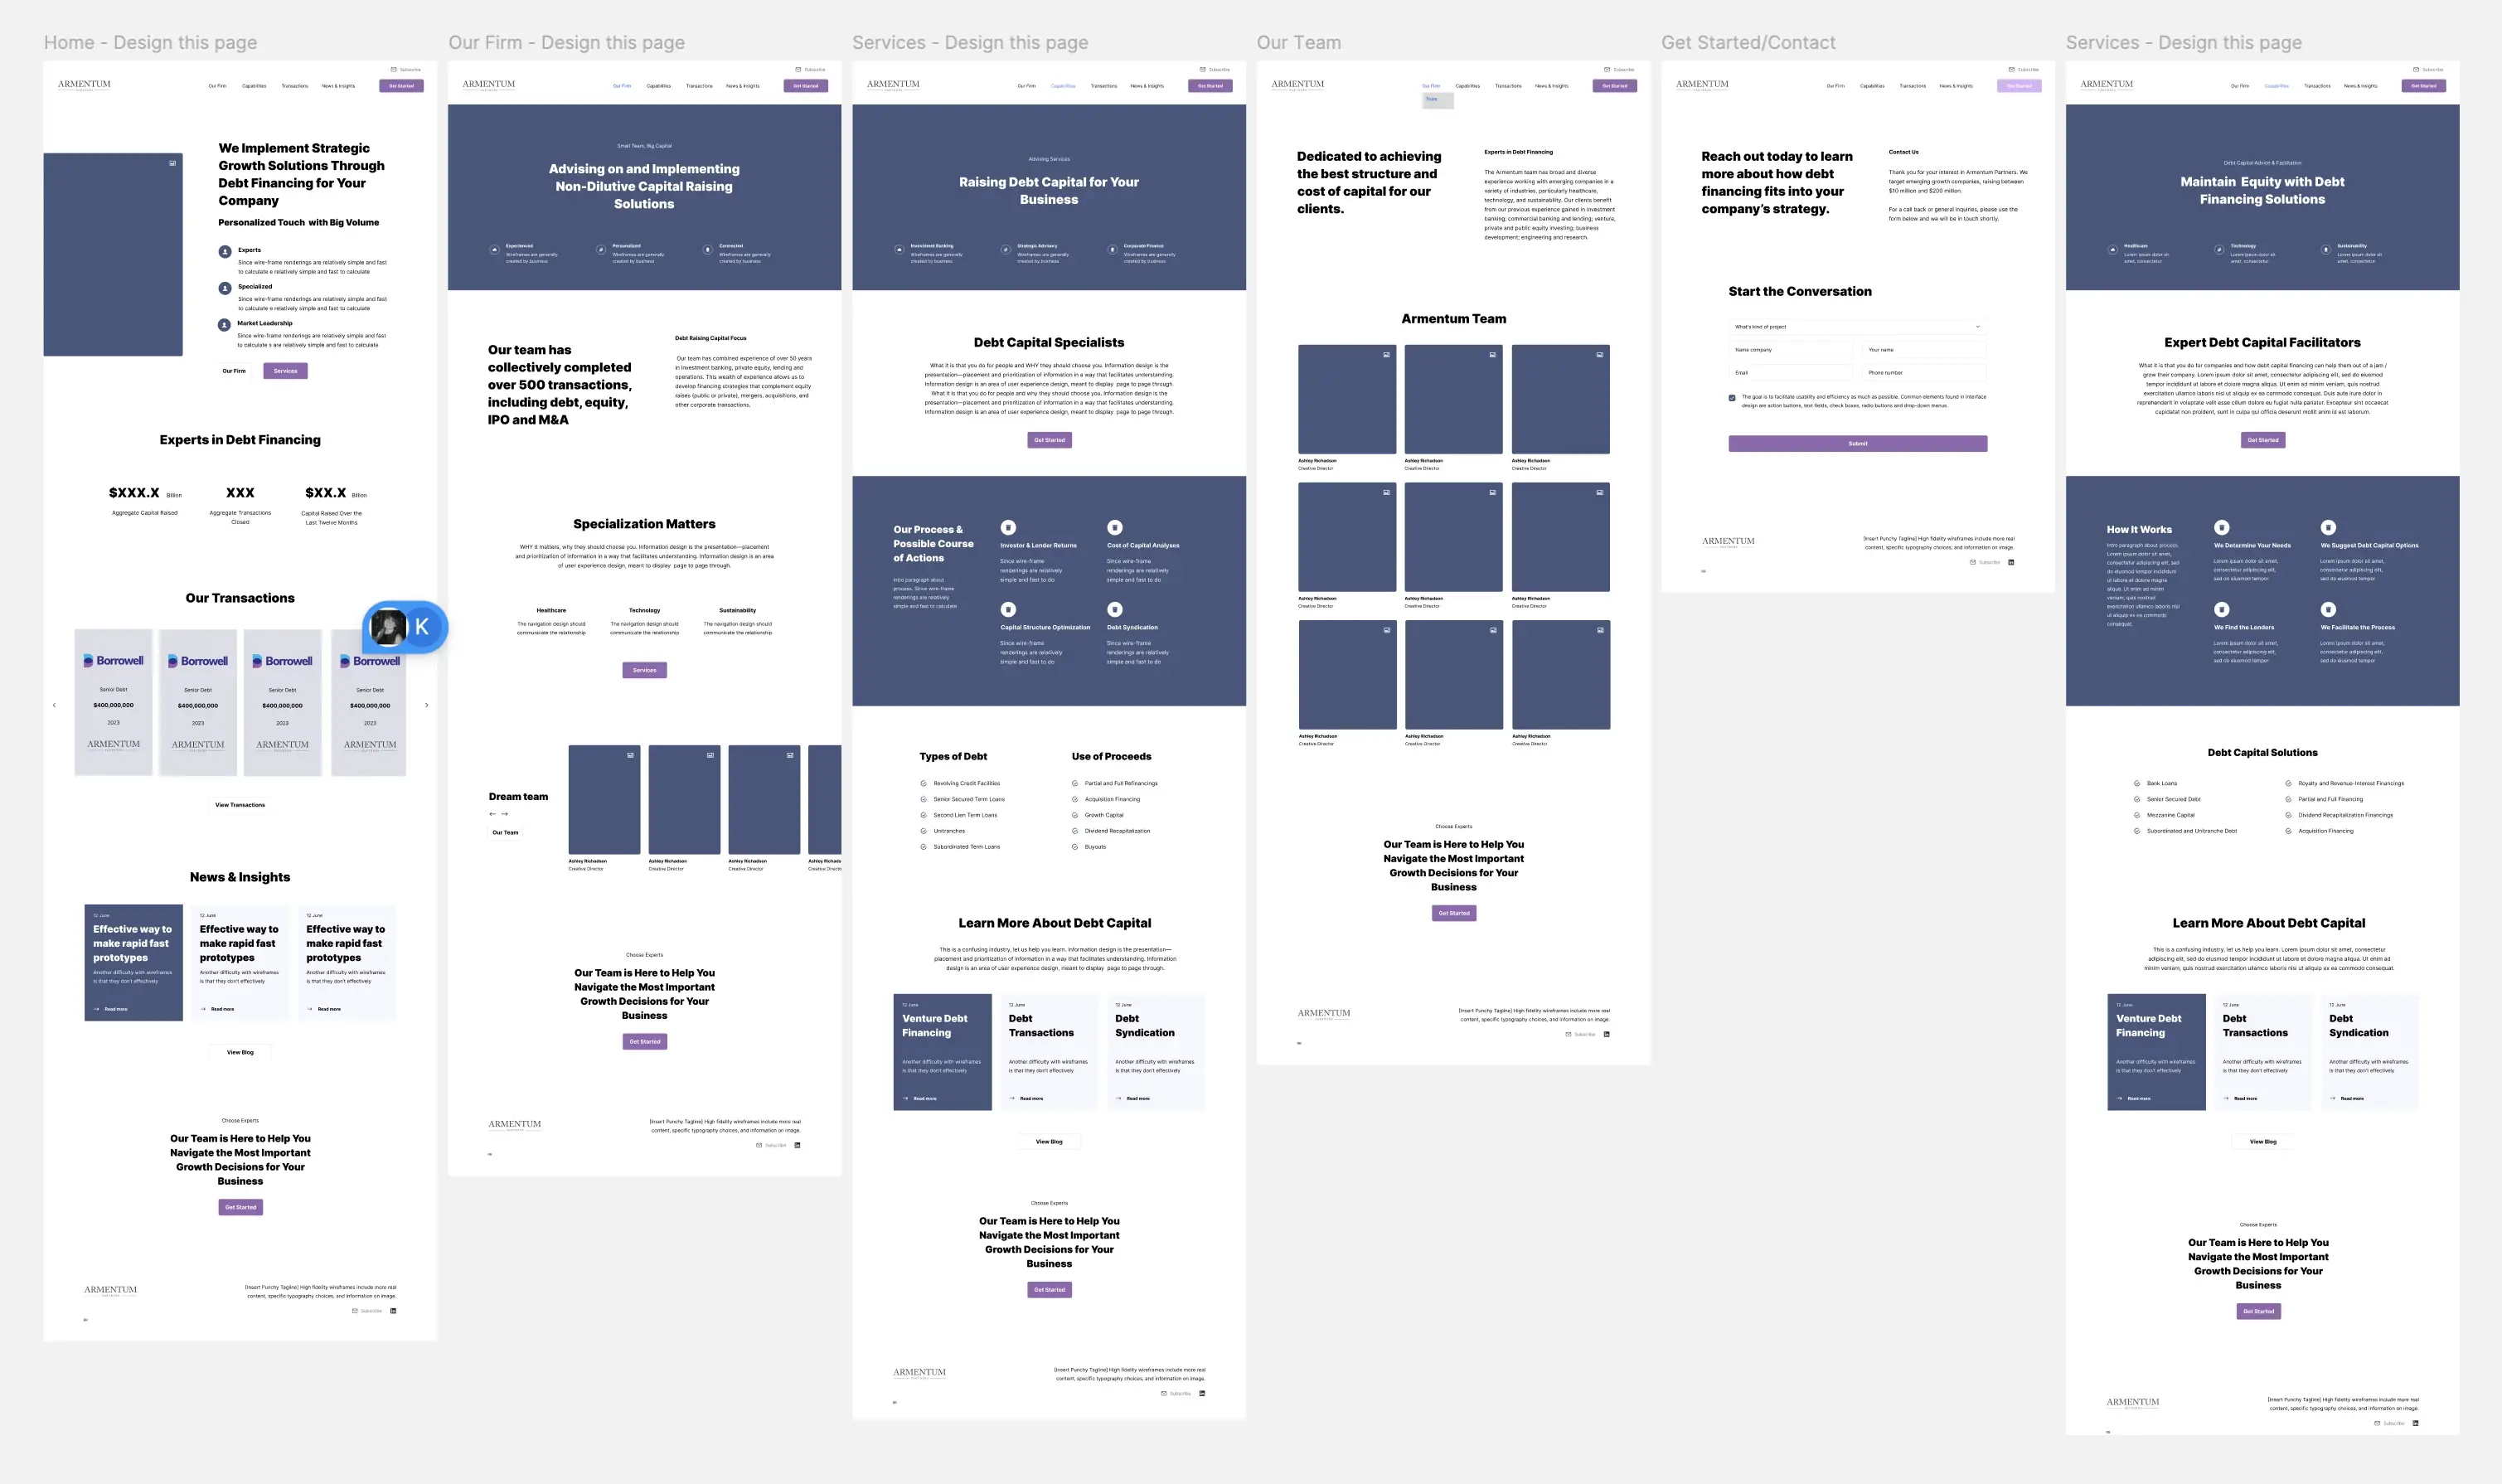 Home - Design this page
Subscribe
ARMENTUM
Our Firm
Capabilities
Transactions
News & Insights
Get Started
We Implement Strategic
Growth Solutions Through
Debt Financing for Your
Company
Personalized Touch with Big Volume
Experts
Since wire-frame renderings are relatively simple and fast
to calculate e relatively simple and fast to calculate
Specialized
Since wire-frame renderings are relatively simple and fast
to calculate e relatively simple and fast to calculate
Market Leadership
Since wire-frame renderings are relatively simple and fast
to calculate s are relatively simple and fast to calculate
Our Firm
Services
Experts in Debt Financing
$XXX.X Billion
Aggregate Capital Raised
XXX
Aggregate Transactions
Closed
$XX.X Billion
Capital Raised Over the
Last Twelve Months
Our Transactions
Borrowell
Senior Debt
$400,000,000
2023
ARMENTUM
Borrowell
Senior Debt
$400,000,000
2023
ARMENTUM
Borrowell
Senior Debt
$400,000,000
2023
ARMENTUM
K
Borrowell
Senior Debt
$400,000,000
2023
ARMENTUM
View Transactions
News & Insights
12 June
Effective way to
make rapid fast
prototypes
Another difficulty with wireframes
is that they don't effectively
Read more
12 June
Effective way to
make rapid fast
prototypes
Another difficulty with wireframes
is that they don't effectively
Read more
12 June
Effective way to
make rapid fast
prototypes
Another difficulty with wireframes
is that they don't effectively
Read more
View Blog
Choose Experts
Our Team is Here to Help You
Navigate the Most Important
Growth Decisions for Your
Business
Get Started
ARMENTUM
[Insert Punchy Tagline] High fidelity wireframes include more real
content, specific typography choices, and information on image.
Subscribe
Our Firm - Design this page
Subscribe
ARMENTUM
Our Firm
Capabilities
Transactions
News & Insights
Get Started
Small Team, Big Capital
Advising on and Implementing
Non-Dilutive Capital Raising
Solutions
Experienced
Wireframes are generally
created by business
Personalized
Wireframes are generally
created by business
Connected
Wireframes are generally
created by business
Our team has
collectively completed
over 500 transactions,
including debt, equity,
IPO and M&A
Debt Raising Capital Focus
Our team has combined experience of over 50 years
in investment banking, private equity, lending and
operations. This wealth of experience allows us to
develop financing strategies that complement equity
raises (public or private), mergers, acquisitions, and
other corporate transactions.
Specialization Matters
WHY it matters, why they should choose you. Information design is the presentation—placement
and prioritization of information in a way that facilitates understanding. Information design is an area
of user experience design, meant to display page to page through.
Healthcare
The navigation design should
communicate the relationship
Technology
The navigation design should
communicate the relationship
Sustainability
The navigation design should
communicate the relationship
Services
Dream team
Our Team
Ashley Richadson
Creative Director
Ashley Richadson
Creative Director
Ashley Richadson
Creative Director
Ashley Richads
Creative Directo
Choose Experts
Our Team is Here to Help You
Navigate the Most Important
Growth Decisions for Your
Business
Get Started
ARMENTUM
[Insert Punchy Tagline] High fidelity wireframes include more real
content, specific typography choices, and information on image.
Subscribe
Services - Design this page
Subscribe
ARMENTUM
Our Firm
Capabilities
Transactions
News & Insights
Get Started
Advising Services
Raising Debt Capital for Your
Business
Investment Banking
Wireframes are generally
created by business
Strategic Advisory
Wireframes are generally
created by business
Corporate Finance
Wireframes are generally
created by business
Debt Capital Specialists
What it is that you do for people and WHY they should choose you. Information design is the
presentation—placement and prioritization of information in a way that facilitates understanding.
Information design is an area of user experience design, meant to display page to page through.
What it is that you do for people and why they should choose you. Information design is the
presentation—placement and prioritization of information in a way that facilitates understanding.
Information design is an area of user experience design, meant to display page to page through.
Get Started
Our Process &
Possible Course
of Actions
Intro paragraph about
process. Since wire-frame
renderings are relatively
simple and fast to calculate
Investor & Lender Returns
Since wire-frame
renderings are relatively
simple and fast to do
Cost of Capital Analyses
Since wire-frame
renderings are relatively
simple and fast to do
Capital Structure Optimization
Since wire-frame
renderings are relatively
simple and fast to do
Debt Syndication
Since wire-frame
renderings are relatively
simple and fast to do
Types of Debt
Revolving Credit Facilities
Senior Secured Term Loans
Second Lien Term Loans
Unitranches
Subordinated Term Loans
Use of Proceeds
Partial and Full Refinancings
Acquisition Financing
Growth Capital
Dividend Recapitalization
Buyouts
Learn More About Debt Capital
This is a confusing industry, let us help you learn. Information design is the presentation—
placement and prioritization of information in a way that facilitates understanding. Information
design is an area of user experience design, meant to display page to page through.
12 June
Venture Debt
Financing
Another difficulty with wireframes
is that they don't effectively
Read more
12 June
Debt
Transactions
Another difficulty with wireframes
is that they don't effectively
Read more
12 June
Debt
Syndication
Another difficulty with wireframes
is that they don't effectively
Read more
View Blog
Choose Experts
Our Team is Here to Help You
Navigate the Most Important
Growth Decisions for Your
Business
Get Started
ARMENTUM
[Insert Punchy Tagline] High fidelity wireframes include more real
content, specific typography choices, and information on image.
Subscribe
Our Team
Subscribe
ARMENTUM
Our Firm
Capabilities
Transactions
News & Insights
Get Started
Team
Dedicated to achieving
the best structure and
cost of capital for our
clients.
Experts in Debt Financing
The Armentum team has broad and diverse
experience working with emerging companies in a
variety of industries, particularly healthcare,
technology, and sustainability. Our clients benefit
from our previous experience gained in investment
banking; commercial banking and lending; venture,
private and public equity investing; business
development; engineering and research.
Armentum Team
Ashley Richadson
Creative Director
Ashley Richadson
Creative Director
Ashley Richadson
Creative Director
Ashley Richadson
Creative Director
Ashley Richadson
Creative Director
Ashley Richadson
Creative Director
Ashley Richadson
Creative Director
Ashley Richadson
Creative Director
Ashley Richadson
Creative Director
Choose Experts
Our Team is Here to Help You
Navigate the Most Important
Growth Decisions for Your
Business
Get Started
ARMENTUM
[Insert Punchy Tagline] High fidelity wireframes include more real
content, specific typography choices, and information on image.
Subscribe
Get Started/Contact
Subscribe
ARMENTUM
Our Firm
Capabilities
Transactions
News & Insights
Get Started
Reach out today to learn
more about how debt
financing fits into your
company's strategy.
Contact Us
Thank you for your interest in Armentum Partners. We
target emerging growth companies, raising between
$10 million and $200 million.
For a call back or general inquiries, please use the
form below and we will be in touch shortly.
Start the Conversation
What's kind of project
Name company
Your name
Email
Phone number
The goal is to facilitate usability and efficiency as much as possible. Common elements found in interface
design are action buttons, text fields, check boxes, radio buttons and drop-down menus.
Submit
ARMENTUM
[Insert Punchy Tagline] High fidelity wireframes include more real
content, specific typography choices, and information on image.
Subscribe
Services - Design this page
Subscribe
ARMENTUM
Our Firm
Capabilities
Transactions
News & Insights
Get Started
Debt Capital Advice & Facilitation
Maintain Equity with Debt
Financing Solutions
Healthcare
Lorem ipsum dolor sit
amet, consectetur
Technology
Lorem ipsum dolor sit
amet, consectetur
Sustainability
Lorem ipsum dolor sit
amet, consectetur
Expert Debt Capital Facilitators
What it is that you do for companies and how debt capital financing can help them out of a jam /
grow their company. Lorem ipsum dolor sit amet, consectetur adipiscing elit, sed do eiusmod
tempor incididunt ut labore et dolore magna aliqua. Ut enim ad minim veniam, quis nostrud
exercitation ullamco laboris nisi ut aliquip ex ea commodo consequat. Duis aute irure dolor in
reprehenderit in voluptate velit esse cillum dolore eu fugiat nulla pariatur. Excepteur sint occaecat
cupidatat non proident, sunt in culpa qui officia deserunt mollit anim id est laborum.
Get Started
How It Works
Intro paragraph about process.
Lorem ipsum dolor sit amet,
consectetur adipiscing elit, sed
do eiusmod tempor incididunt
ut labore et dolore magna
aliqua. Ut enim ad minim
veniam, quis nostrud
exercitation ullamco laboris nisi
ut aliquip ex ea commodo
consequat.
We Determine Your Needs
Lorem ipsum dolor sit amet,
consectetur adipiscing elit,
sed do eiusmod tempor
We Suggest Debt Capital Options
Lorem ipsum dolor sit amet,
consectetur adipiscing elit,
sed do eiusmod tempor
We Find the Lenders
Lorem ipsum dolor sit amet,
consectetur adipiscing elit,
sed do eiusmod tempor
We Facilitate the Process
Lorem ipsum dolor sit amet,
consectetur adipiscing elit,
sed do eiusmod tempor
Debt Capital Solutions
Bank Loans
Senior Secured Debt
Mezzanine Capital
Subordinated and Unitranche Debt
Royalty and Revenue-Interest Financings
Partial and Full Financing
Dividend Recapitalization Financings
Acquisition Financing
Learn More About Debt Capital
This is a confusing industry, let us help you learn. Lorem ipsum dolor sit amet, consectetur
adipiscing elit, sed do eiusmod tempor incididunt ut labore et dolore magna aliqua. Ut enim ad
minim veniam, quis nostrud exercitation ullamco laboris nisi ut aliquip ex ea commodo consequat.
12 June
Venture Debt
Financing
Another difficulty with wireframes
is that they don't effectively
Read more
12 June
Debt
Transactions
Another difficulty with wireframes
is that they don't effectively
Read more
12 June
Debt
Syndication
Another difficulty with wireframes
is that they don't effectively
Read more
View Blog
Choose Experts
Our Team is Here to Help You
Navigate the Most Important
Growth Decisions for Your
Business
Get Started
ARMENTUM
[Insert Punchy Tagline] High fidelity wireframes include more real
content, specific typography choices, and information on image.
Subscribe